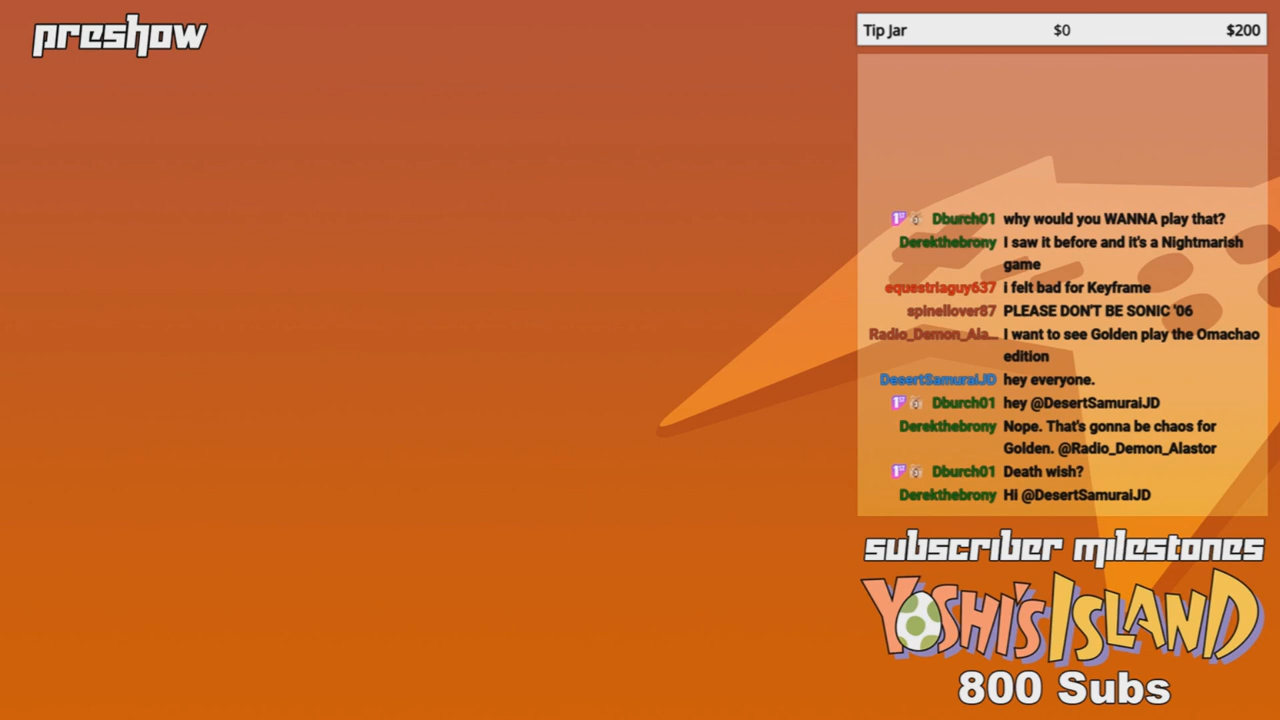 preshow
Tip Jar $0 $200
Dburch01 why would you WANNA play that?
Derekthebrony I saw it before and it's a Nightmarish
game
equestriaguy637 i felt bad for Keyframe
spinellover87 PLEASE DON'T BE SONIC '06
Radio_Demon_Ala... I want to see Golden play the Omachao
edition
DesertSamuraiJD hey everyone.
Dburch01 hey @DesertSamuraiJD
Derekthebrony Nope. That's gonna be chaos for
Golden. @Radio_Demon_Alastor
Dburch01 Death wish?
Derekthebrony Hi @DesertSamuraiJD
subscriber milestones
YOSHI'S ISLAND
800 Subs